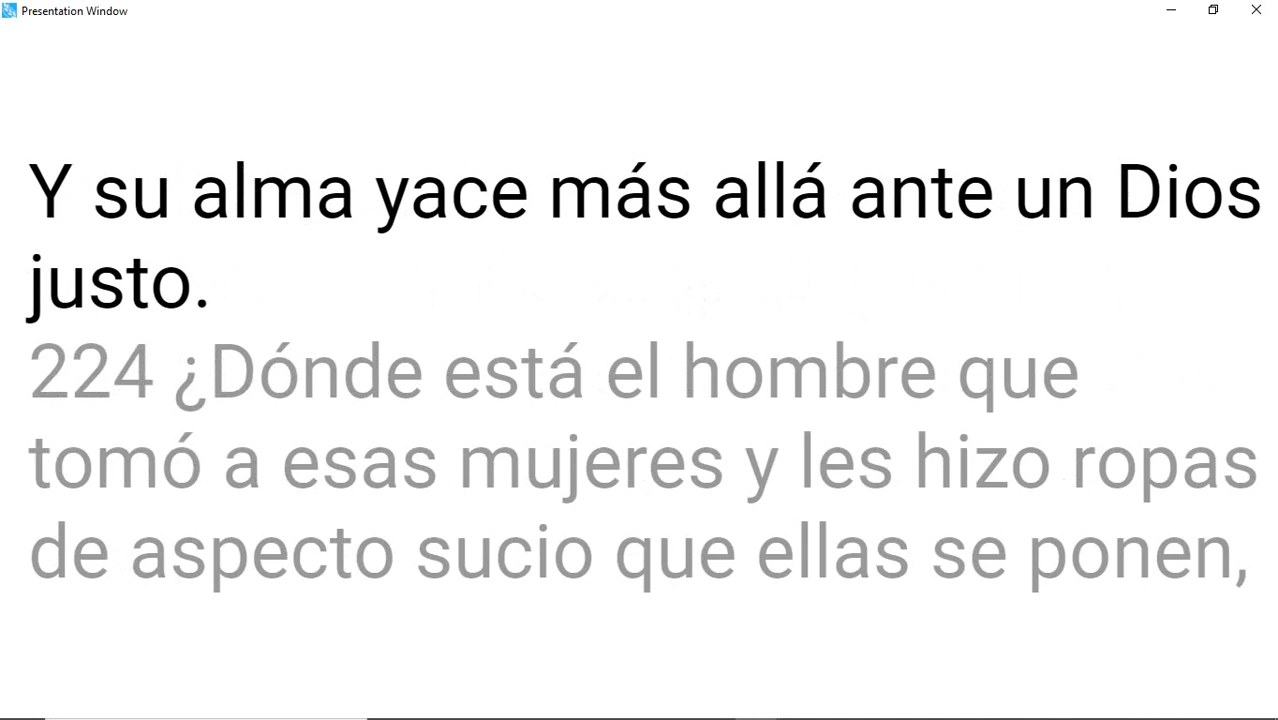 Presentation Window
Y su alma yace más allá ante un Dios
justo.
224 ¿Dónde está el hombre que
tomó a esas mujeres y les hizo ropas
de aspecto sucio que ellas se ponen,